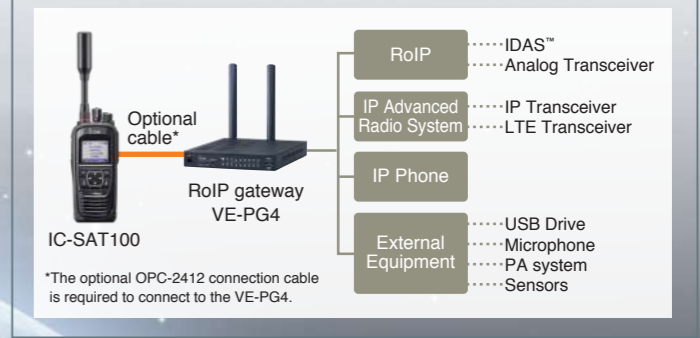 Optional
cable*
IC-SAT100
RoIP gateway
VE-PG4
*The optional OPC-2412 connection cable
is required to connect to the VE-PG4.
RoIP
IDAS™
Analog Transceiver
IP Advanced
Radio System
IP Transceiver
LTE Transceiver
IP Phone
External
Equipment
USB Drive
Microphone
PA system
Sensors